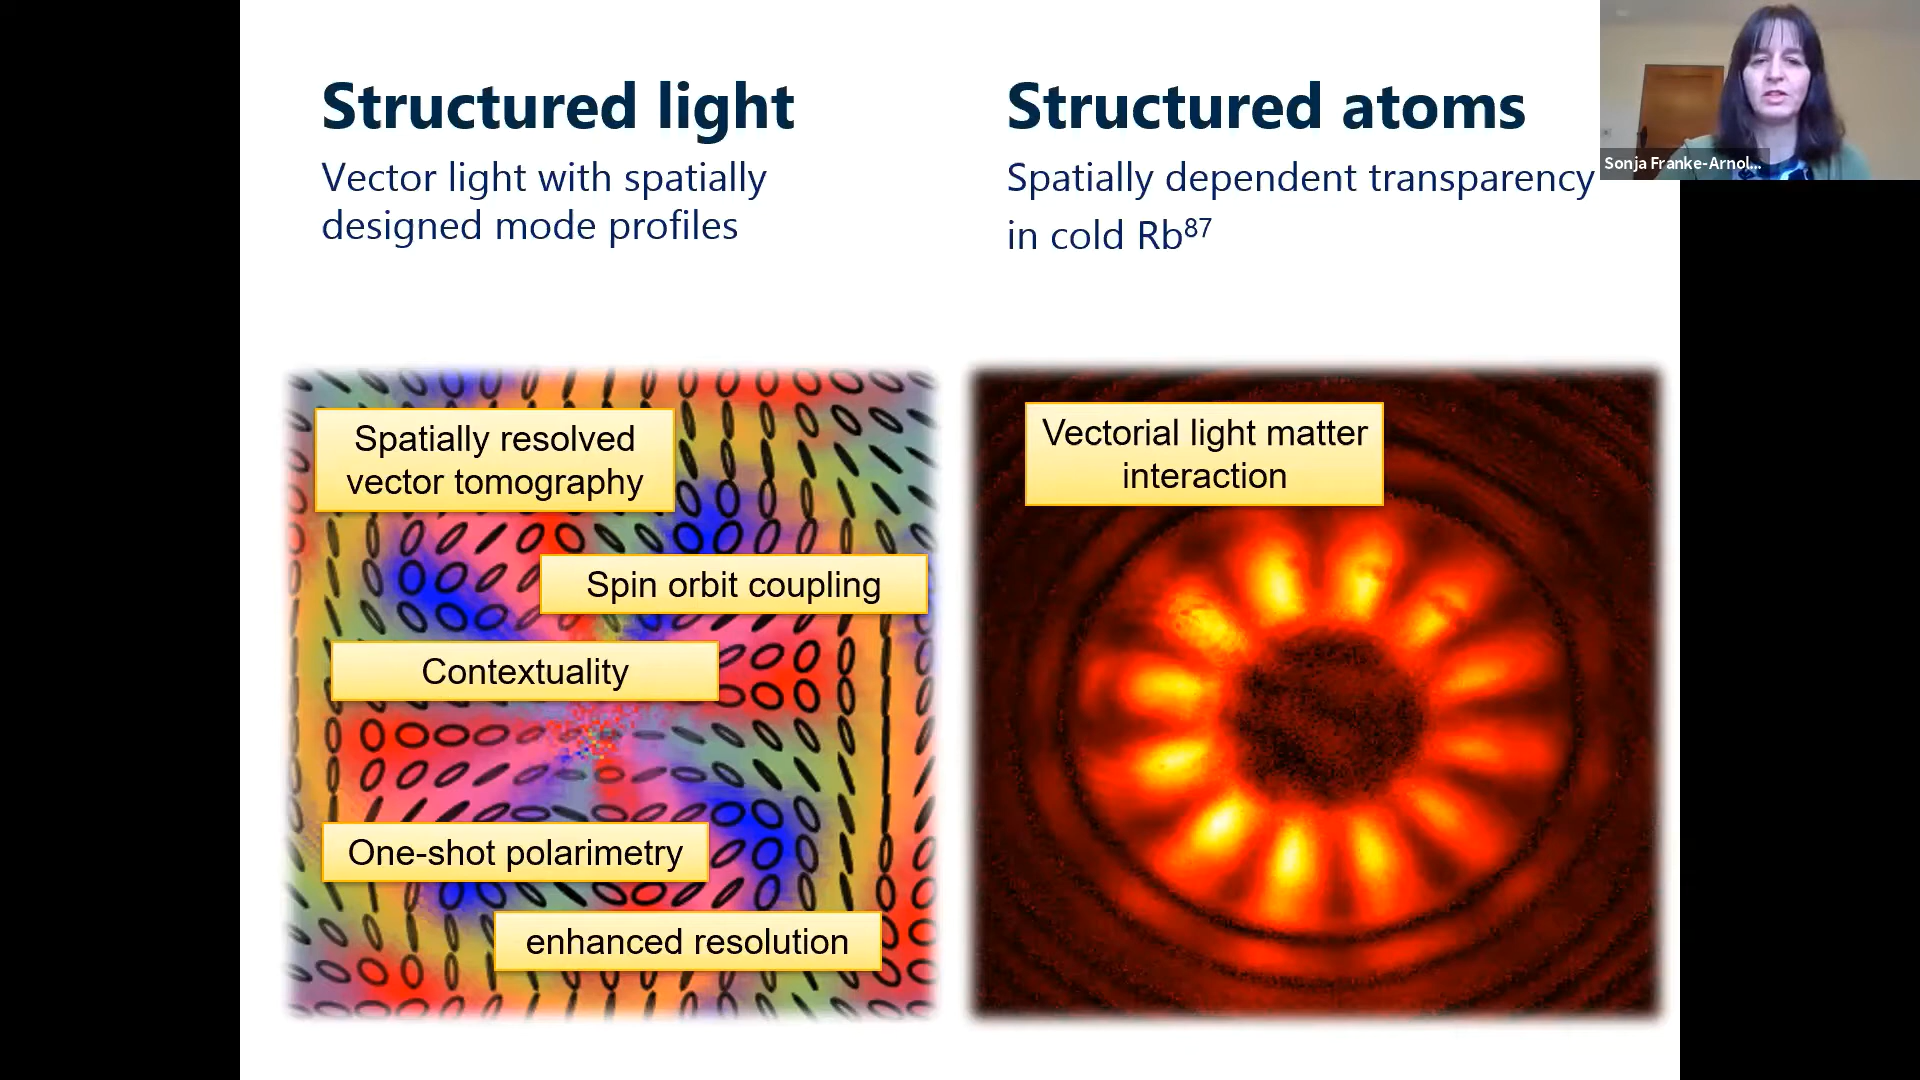 Structured light
Vector light with spatially
designed mode profiles
Structured atoms
Spatially dependent transparency
in cold Rb⁸⁷
Sonja Franke-Arnol...
Spatially resolved
vector tomography
Spin orbit coupling
Contextuality
One-shot polarimetry
enhanced resolution
Vectorial light matter
interaction